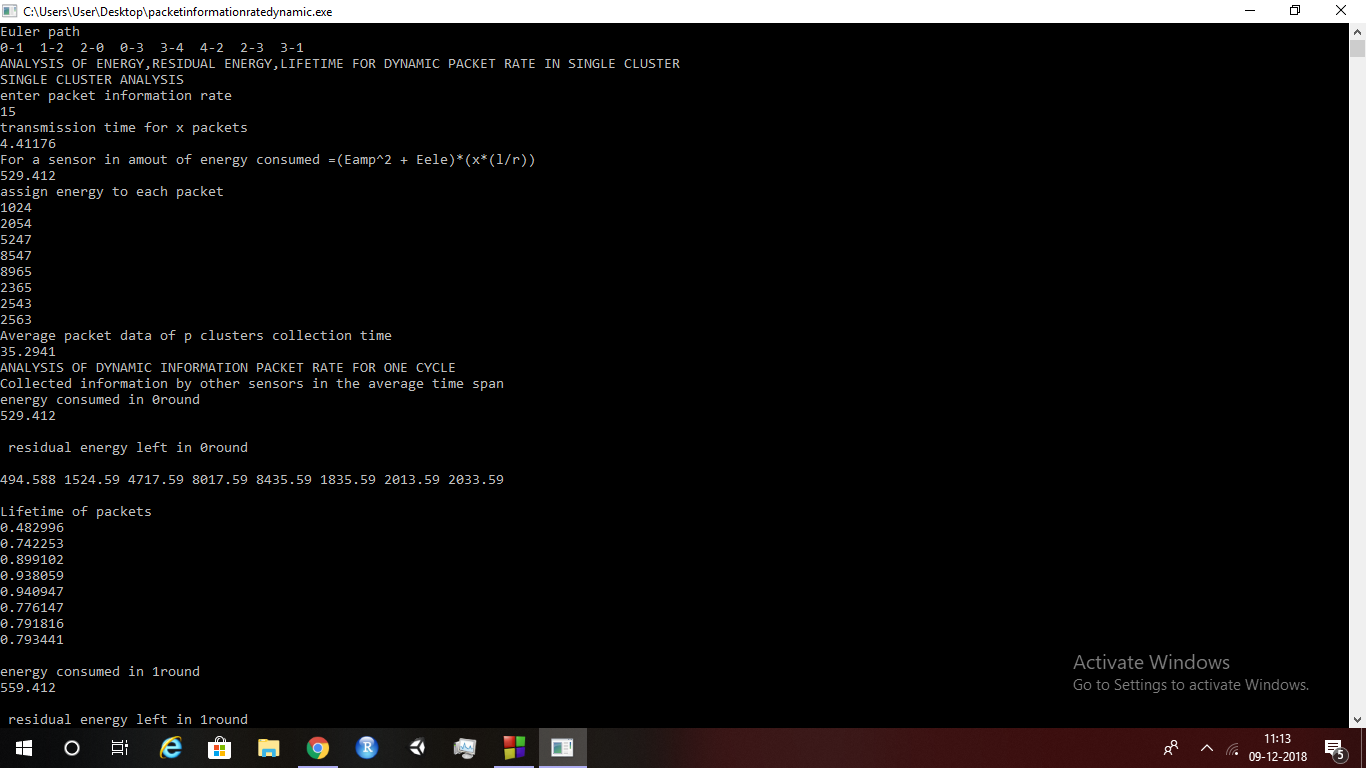 C:\Users\User\Desktop\packetinformationratedynamic.exe
Euler path
0-1  1-2  2-0  0-3  3-4  4-2  2-3  3-1
ANALYSIS OF ENERGY,RESIDUAL ENERGY,LIFETIME FOR DYNAMIC PACKET RATE IN SINGLE CLUSTER
SINGLE CLUSTER ANALYSIS
enter packet information rate
15
transmission time for x packets
4.41176
For a sensor in amout of energy consumed =(Eamp^2 + Eele)*(x*(l/r))
529.412
assign energy to each packet
1024
2054
5247
8547
8965
2365
2543
2563
Average packet data of p clusters collection time
35.2941
ANALYSIS OF DYNAMIC INFORMATION PACKET RATE FOR ONE CYCLE
Collected information by other sensors in the average time span
energy consumed in 0round
529.412
residual energy left in 0round
494.588 1524.59 4717.59 8017.59 8435.59 1835.59 2013.59 2033.59
Lifetime of packets
0.482996
0.742253
0.899102
0.938059
0.940947
0.776147
0.791816
0.793441
energy consumed in 1round
559.412
residual energy left in 1round
Activate Windows
Go to Settings to activate Windows.
11:13
09-12-2018
5